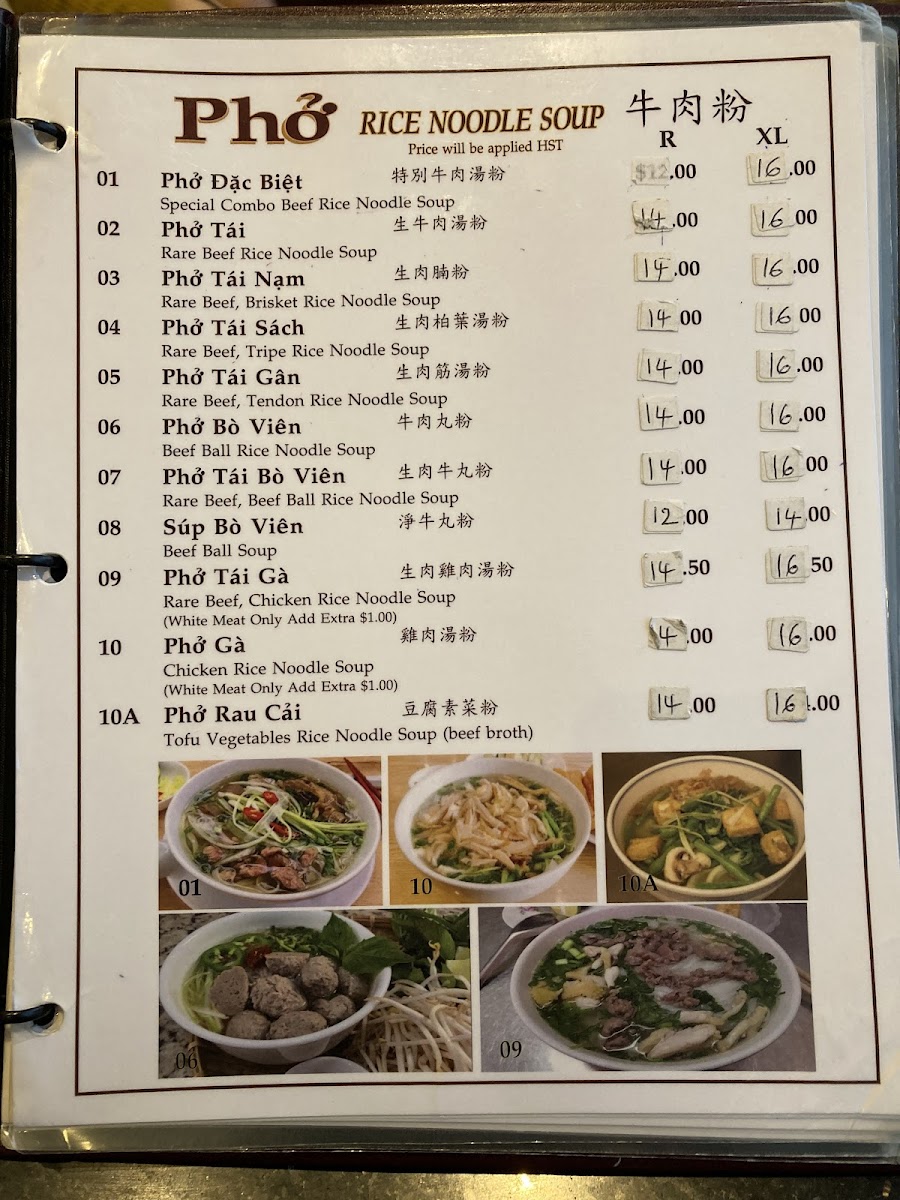 Phở RICE NOODLE SOUP 牛肉粉
Price will be applied HST
R XL
01 Phở Đặc Biệt 特別牛肉湯粉 $12.00 16.00
Special Combo Beef Rice Noodle Soup
02 Phở Tái 生牛肉湯粉 14.00 16.00
Rare Beef Rice Noodle Soup
03 Phở Tái Nạm 生肉腩粉 14.00 16.00
Rare Beef, Brisket Rice Noodle Soup
04 Phở Tái Sách 生肉柏葉湯粉 14 00 16 00
Rare Beef, Tripe Rice Noodle Soup
05 Phở Tái Gân 生肉筋湯粉 14.00 16.00
Rare Beef, Tendon Rice Noodle Soup
06 Phở Bò Viên 牛肉丸粉 14.00 16.00
Beef Ball Rice Noodle Soup
07 Phở Tái Bò Viên 生肉牛丸粉 14.00 16 00
Rare Beef, Beef Ball Rice Noodle Soup
08 Súp Bò Viên 淨牛丸粉 12.00 14.00
Beef Ball Soup
09 Phở Tái Gà 生肉雞肉湯粉 14.50 16 50
Rare Beef, Chicken Rice Noodle Soup
(White Meat Only Add Extra $1.00)
10 Phở Gà 雞肉湯粉 4.00 16.00
Chicken Rice Noodle Soup
(White Meat Only Add Extra $1.00)
10A Phở Rau Cải 豆腐素菜粉 14.00 16.00
Tofu Vegetables Rice Noodle Soup (beef broth)
01 10 10A
06 09